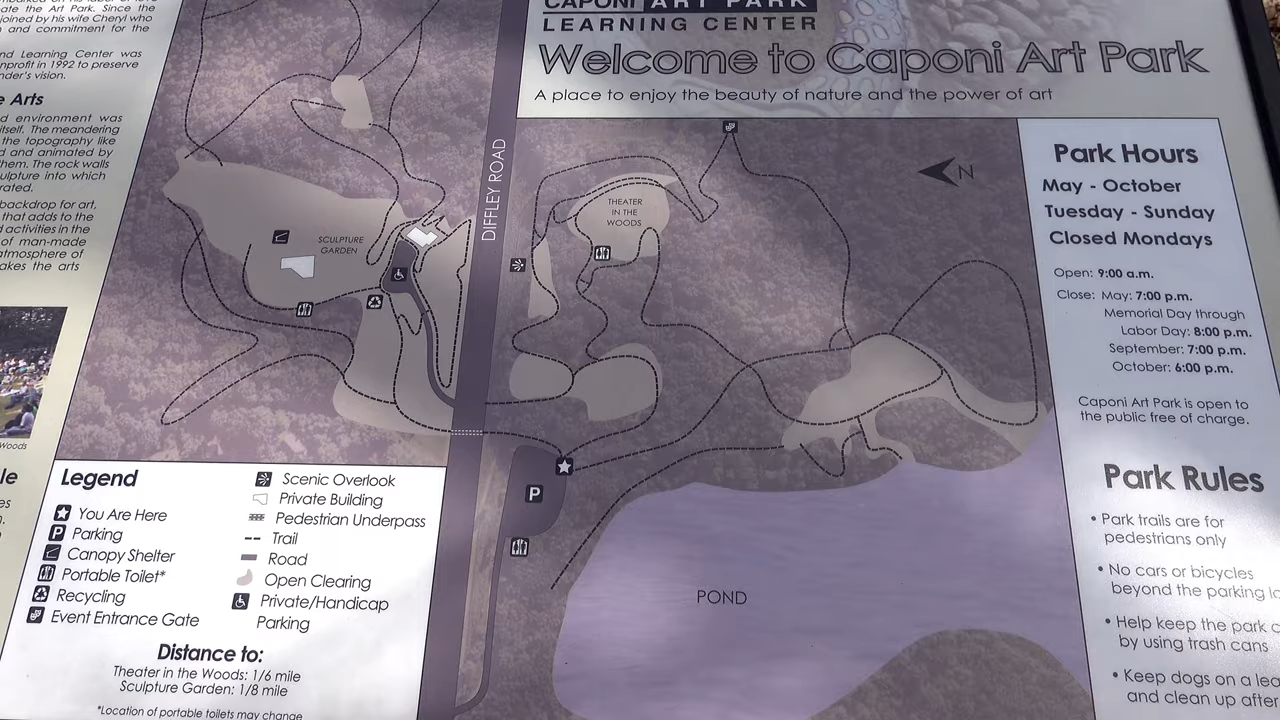 ate the Art Park. Since the
joined by his wife Cheryl who
and commitment for the
nd Learning Center was
nprofit in 1992 to preserve
nder's vision.
e Arts
d environment was
itself. The meandering
the topography like
d and animated by
them. The rock walls
ulpture into which
rated.
backdrop for art,
that adds to the
d activities in the
of man-made
atmosphere of
akes the arts
Woods
CAPONI ART PARK
LEARNING CENTER
Welcome to Caponi Art Park
A place to enjoy the beauty of nature and the power of art
DIFFLEY ROAD
N
THEATER
IN THE
WOODS
SCULPTURE
GARDEN
P
POND
Park Hours
May - October
Tuesday - Sunday
Closed Mondays
Open: 9:00 a.m.
Close: May: 7:00 p.m.
Memorial Day through
Labor Day: 8:00 p.m.
September: 7:00 p.m.
October: 6:00 p.m.
Caponi Art Park is open to
the public free of charge.
Park Rules
• Park trails are for
pedestrians only
• No cars or bicycles
beyond the parking lo
• Help keep the park c
by using trash cans
• Keep dogs on a lea
and clean up after
Legend
You Are Here
P Parking
Canopy Shelter
Portable Toilet*
Recycling
Event Entrance Gate
Scenic Overlook
Private Building
Pedestrian Underpass
Trail
Road
Open Clearing
Private/Handicap
Parking
Distance to:
Theater in the Woods: 1/6 mile
Sculpture Garden: 1/8 mile
*Location of portable toilets may change